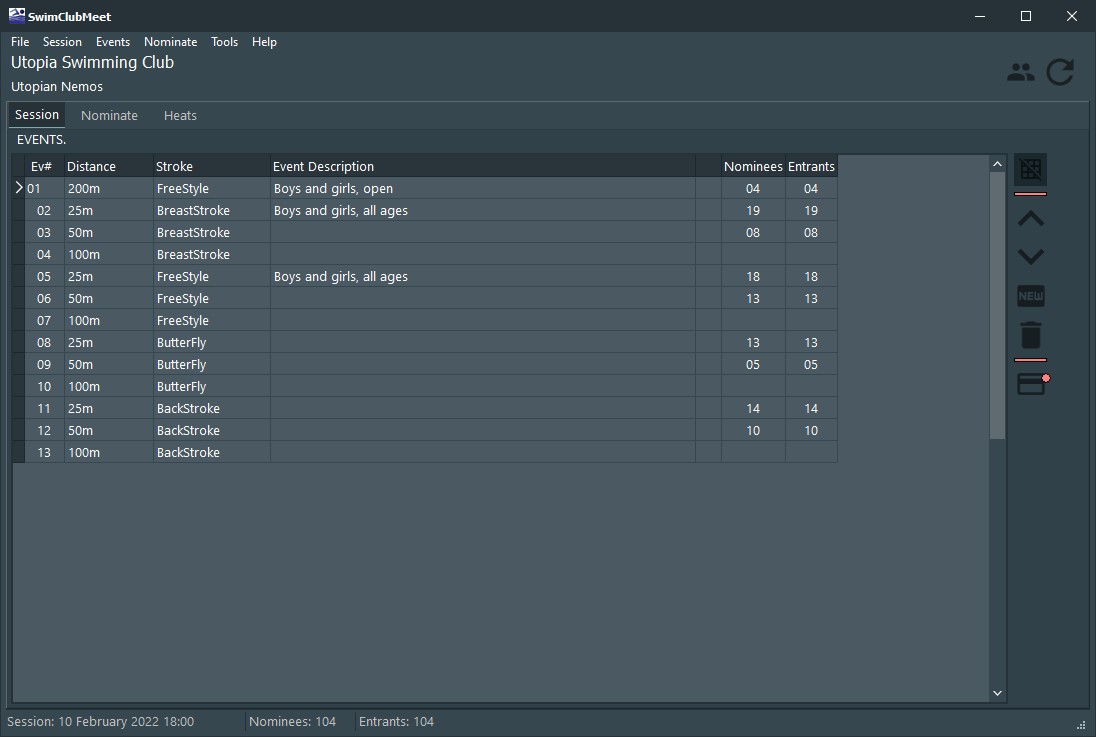 SwimClubMeet
File Session Events Nominate Tools Help
Utopia Swimming Club
Utopian Nemos
Session Nominate Heats
EVENTS.
Ev# Distance Stroke Event Description Nominees Entrants
01 200m FreeStyle Boys and girls, open 04 04
02 25m BreastStroke Boys and girls, all ages 19 19
03 50m BreastStroke 08 08
04 100m BreastStroke
05 25m FreeStyle Boys and girls, all ages 18 18
06 50m FreeStyle 13 13
NEW
07 100m FreeStyle
08 25m ButterFly 13 13
09 50m ButterFly 05 05
10 100m ButterFly
11 25m BackStroke 14 14
12 50m BackStroke 10 10
13 100m BackStroke
Session: 10 February 2022 18:00 Nominees: 104 Entrants: 104